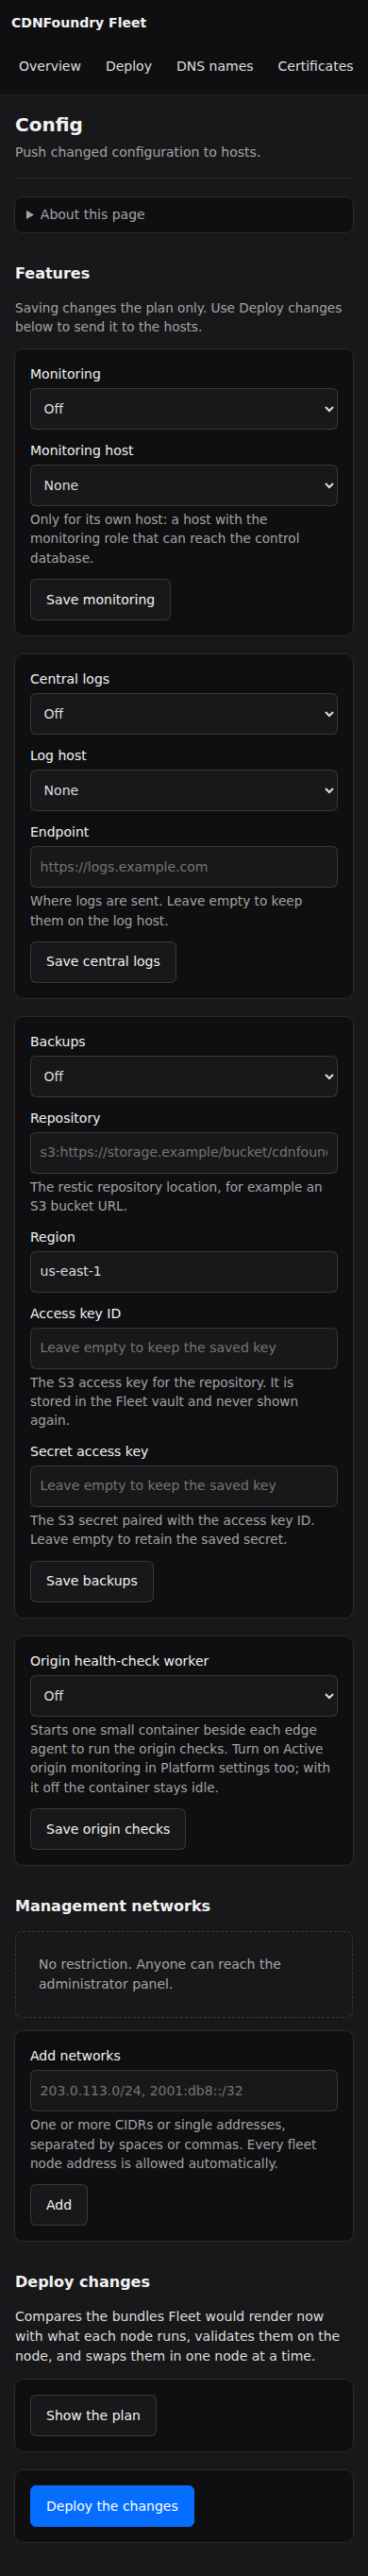 CDNFoundry Fleet
Overview Deploy DNS names Certificates
Config
Push changed configuration to hosts.
▶ About this page
Features
Saving changes the plan only. Use Deploy changes
below to send it to the hosts.
Monitoring
Off
Monitoring host
None
Only for its own host: a host with the
monitoring role that can reach the control
database.
Save monitoring
Central logs
Off
Log host
None
Endpoint
https://logs.example.com
Where logs are sent. Leave empty to keep
them on the log host.
Save central logs
Backups
Off
Repository
s3:https://storage.example/bucket/cdnfoun
The restic repository location, for example an
S3 bucket URL.
Region
us-east-1
Access key ID
Leave empty to keep the saved key
The S3 access key for the repository. It is
stored in the Fleet vault and never shown
again.
Secret access key
Leave empty to keep the saved key
The S3 secret paired with the access key ID.
Leave empty to retain the saved secret.
Save backups
Origin health-check worker
Off
Starts one small container beside each edge
agent to run the origin checks. Turn on Active
origin monitoring in Platform settings too; with
it off the container stays idle.
Save origin checks
Management networks
No restriction. Anyone can reach the
administrator panel.
Add networks
203.0.113.0/24, 2001:db8::/32
One or more CIDRs or single addresses,
separated by spaces or commas. Every fleet
node address is allowed automatically.
Add
Deploy changes
Compares the bundles Fleet would render now
with what each node runs, validates them on the
node, and swaps them in one node at a time.
Show the plan
Deploy the changes